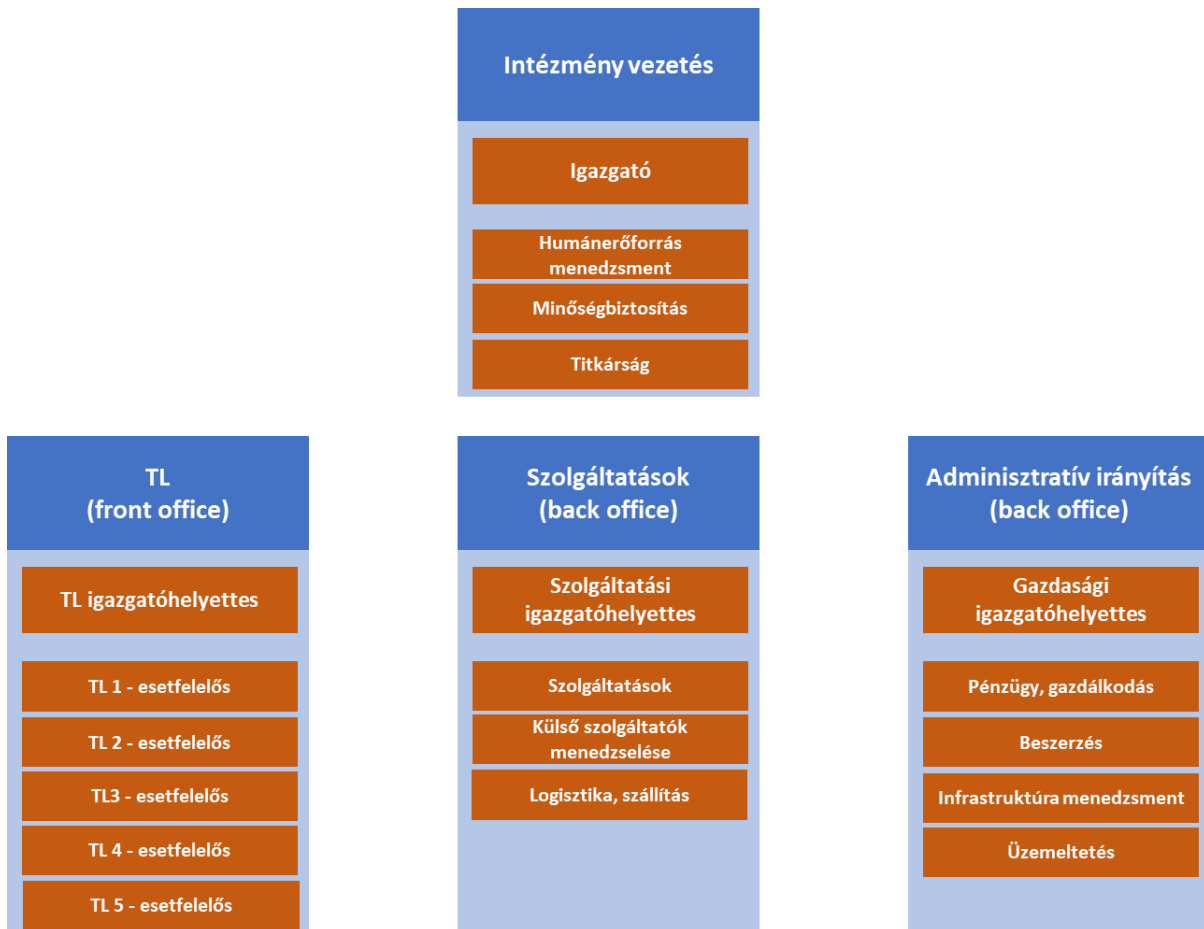 Intézmény vezetés
Igazgató
Humánerőforrás
menedzsment
Minőségbiztosítás
Titkárság
TL
(front office)
TL igazgatóhelyettes
TL 1 - esetfelelős
TL 2 - esetfelelős
TL3 - esetfelelős
TL 4 - esetfelelős
TL 5 - esetfelelős
Szolgáltatások
(back office)
Szolgáltatási
igazgatóhelyettes
Szolgáltatások
Külső szolgáltatók
menedzselése
Logisztika, szállítás
Adminisztratív irányítás
(back office)
Gazdasági
igazgatóhelyettes
Pénzügy, gazdálkodás
Beszerzés
Infrastruktúra menedzsment
Üzemeltetés